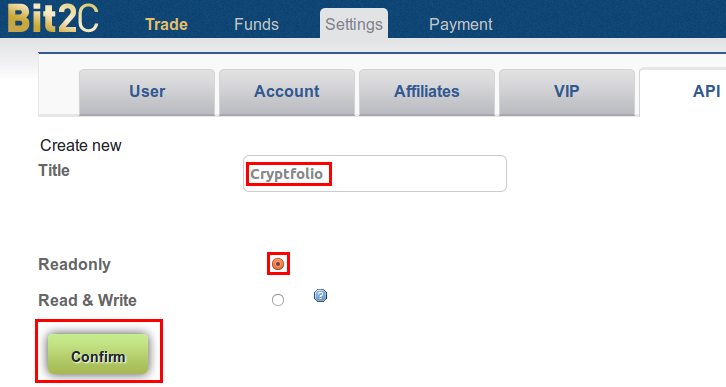 Bit2C Trade Funds Settings Payment
User Account Affiliates VIP API
Create new
Title Cryptfolio
Readonly
Read & Write ?
Confirm